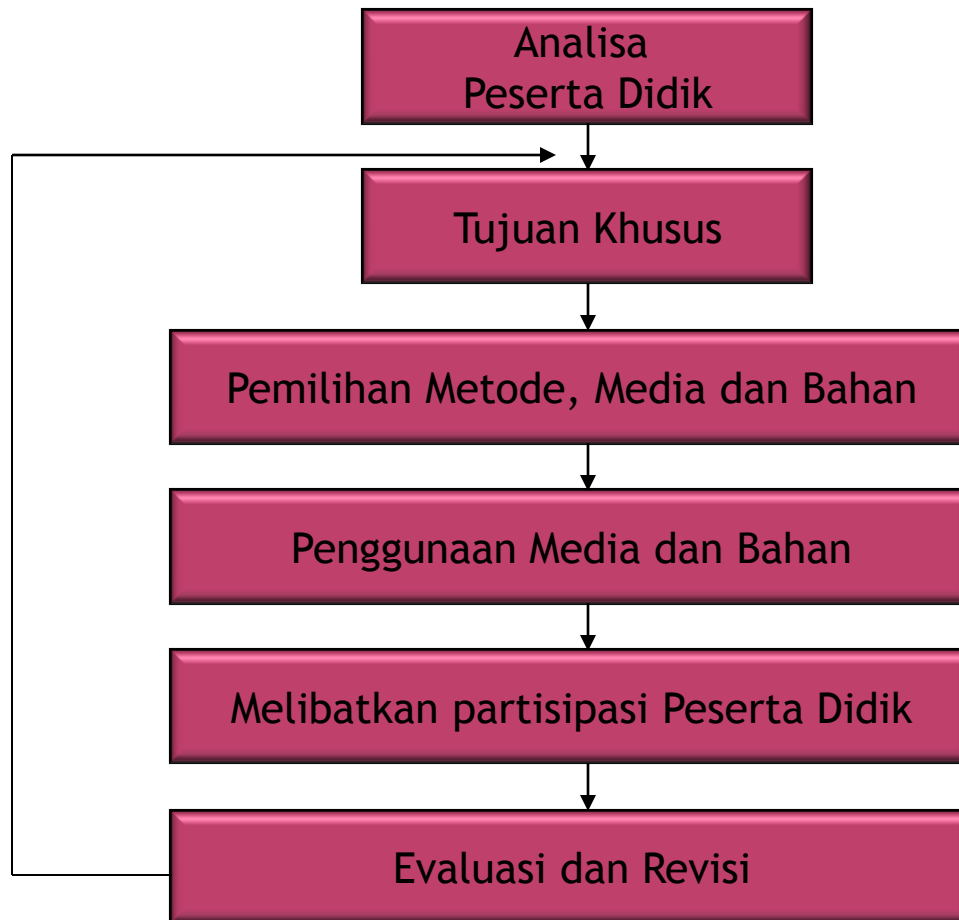 Analisa
Peserta Didik
Tujuan Khusus
Pemilihan Metode, Media dan Bahan
Penggunaan Media dan Bahan
Melibatkan partisipasi Peserta Didik
Evaluasi dan Revisi